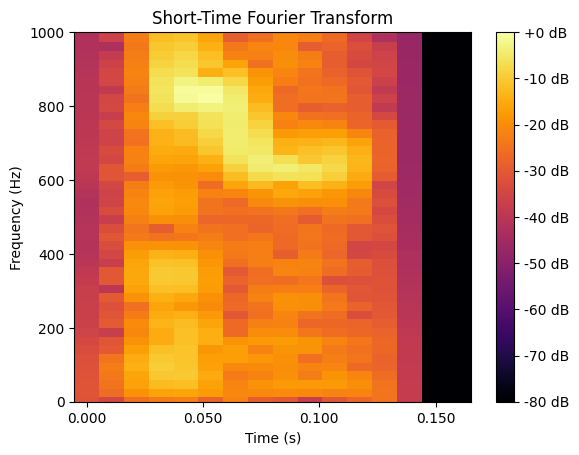 Short-Time Fourier Transform
1000
800
600
400
200
0
Frequency (Hz)
0.000
0.050
0.100
0.150
Time (s)
+0 dB
-10 dB
-20 dB
-30 dB
-40 dB
-50 dB
-60 dB
-70 dB
-80 dB